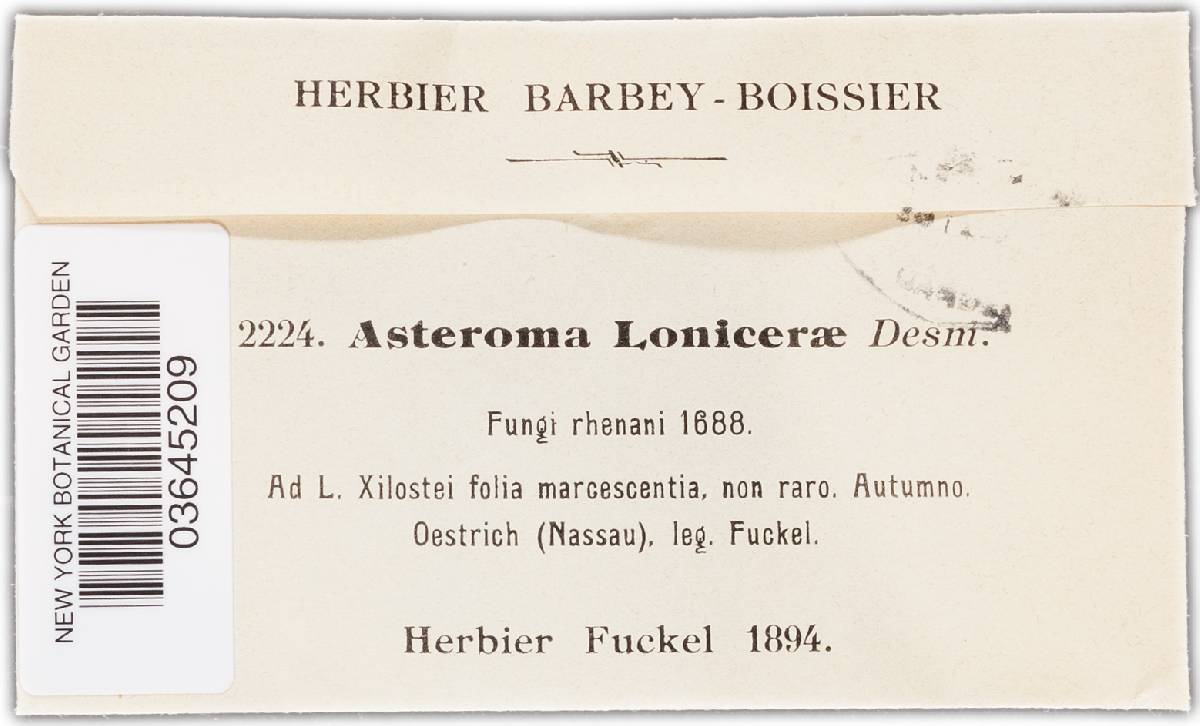 HERBIER BARBEY-BOISSIER
2224. Asteroma Loniceræ Desm.
Fungi rhenani 1688.
Ad L. Xilostei folia marcescentia, non raro. Autumno.
Oestrich (Nassau), leg. Fuckel.
Herbier Fuckel 1894.
NEW YORK BOTANICAL GARDEN
03645209